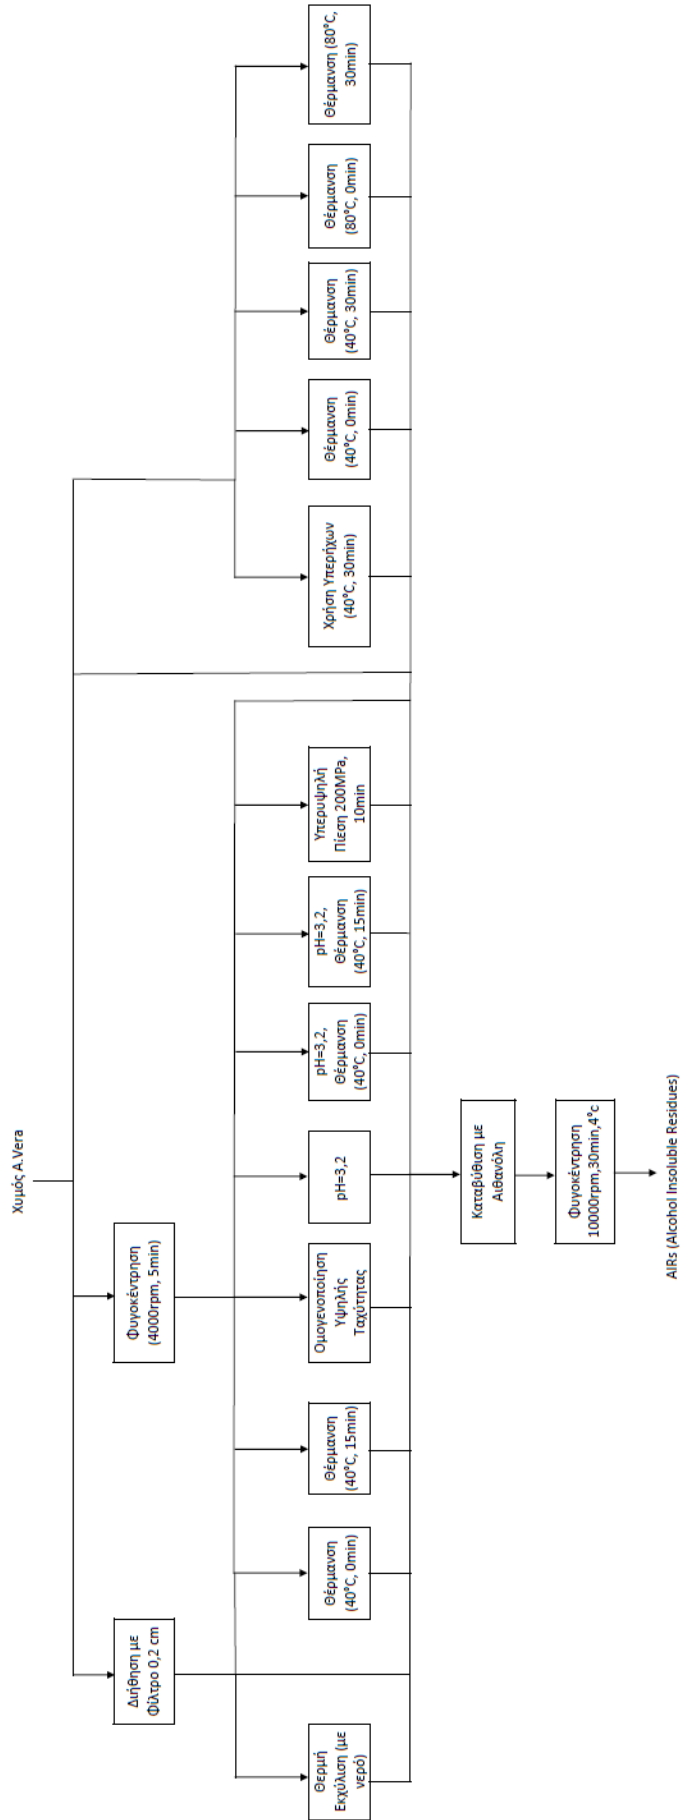 Χυμός A.Vera
Διήθηση με
Φίλτρο 0,2 cm
Φυγοκέντρηση
(4000rpm, 5min)
Θερμή
Εκχύλιση (με
νερό)
Θέρμανση
(40°C, 0min)
Θέρμανση
(40°C, 15min)
Ομογενοποίηση
Υψηλής
Ταχύτητας
pH=3,2
pH=3,2,
Θέρμανση
(40°C, 0min)
pH=3,2,
Θέρμανση
(40°C, 15min)
Υπερυψηλή
Πίεση 200MPa,
10min
Χρήση Υπερήχων
(40°C, 30min)
Θέρμανση
(40°C, 0min)
Θέρμανση
(40°C, 30min)
Θέρμανση
(80°C, 0min)
Θέρμανση (80°C,
30min)
Καταβύθιση με
Αιθανόλη
Φυγοκέντρηση
10000rpm,30min,4°c
AIRs (Alcohol Insoluble Residues)